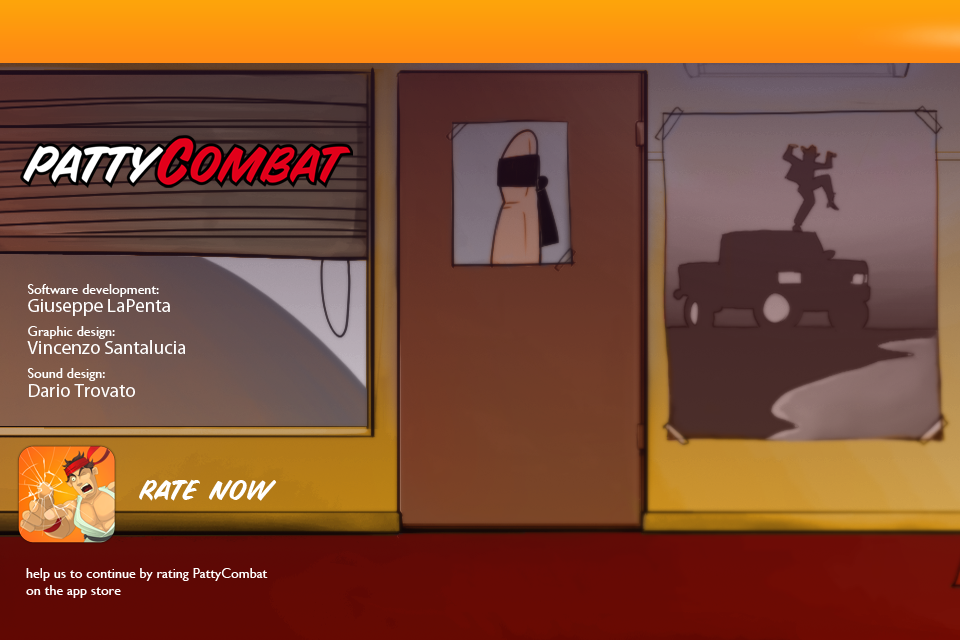 PATTYCOMBAT
Software development:
Giuseppe LaPenta
Graphic design:
Vincenzo Santalucia
Sound design:
Dario Trovato
RATE NOW
help us to continue by rating PattyCombat
on the app store